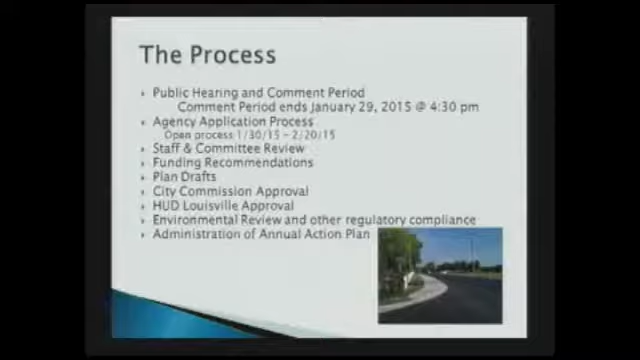 The Process
Public Hearing and Comment Period
Comment Period ends January 29, 2015 @ 4:30 pm
Agency Application Process
Open process 1/30/15 - 2/20/15
Staff & Committee Review
Funding Recommendations
Plan Drafts
City Commission Approval
HUD Louisville Approval
Environmental Review and other regulatory compliance
Administration of Annual Action Plan